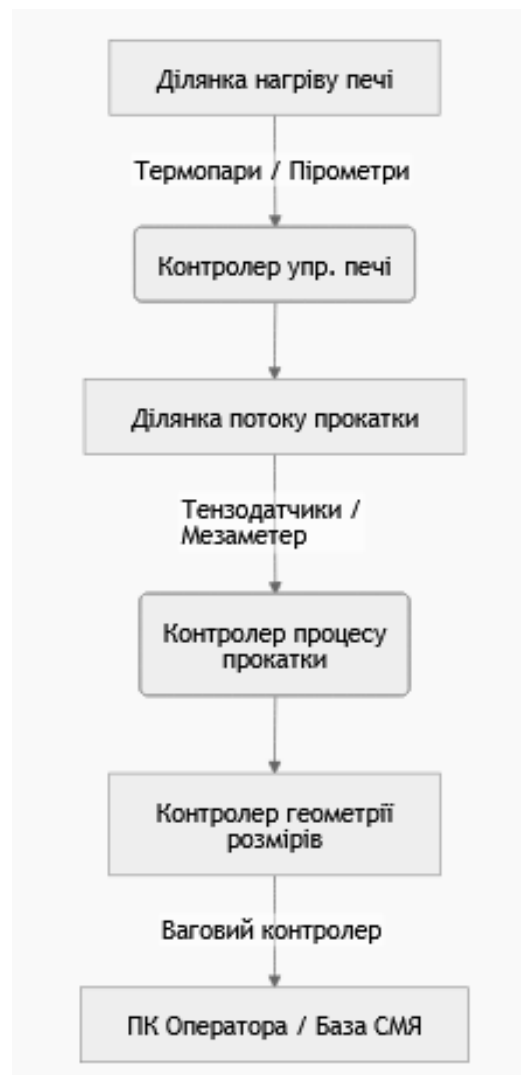 Ділянка нагріву печі
Термопари / Пірометри
Контролер упр. печі
Ділянка потоку прокатки
Тензодатчики /
Мезаметер
Контролер процесу
прокатки
Контролер геометрії
розмірів
Ваговий контролер
ПК Оператора / База СМЯ